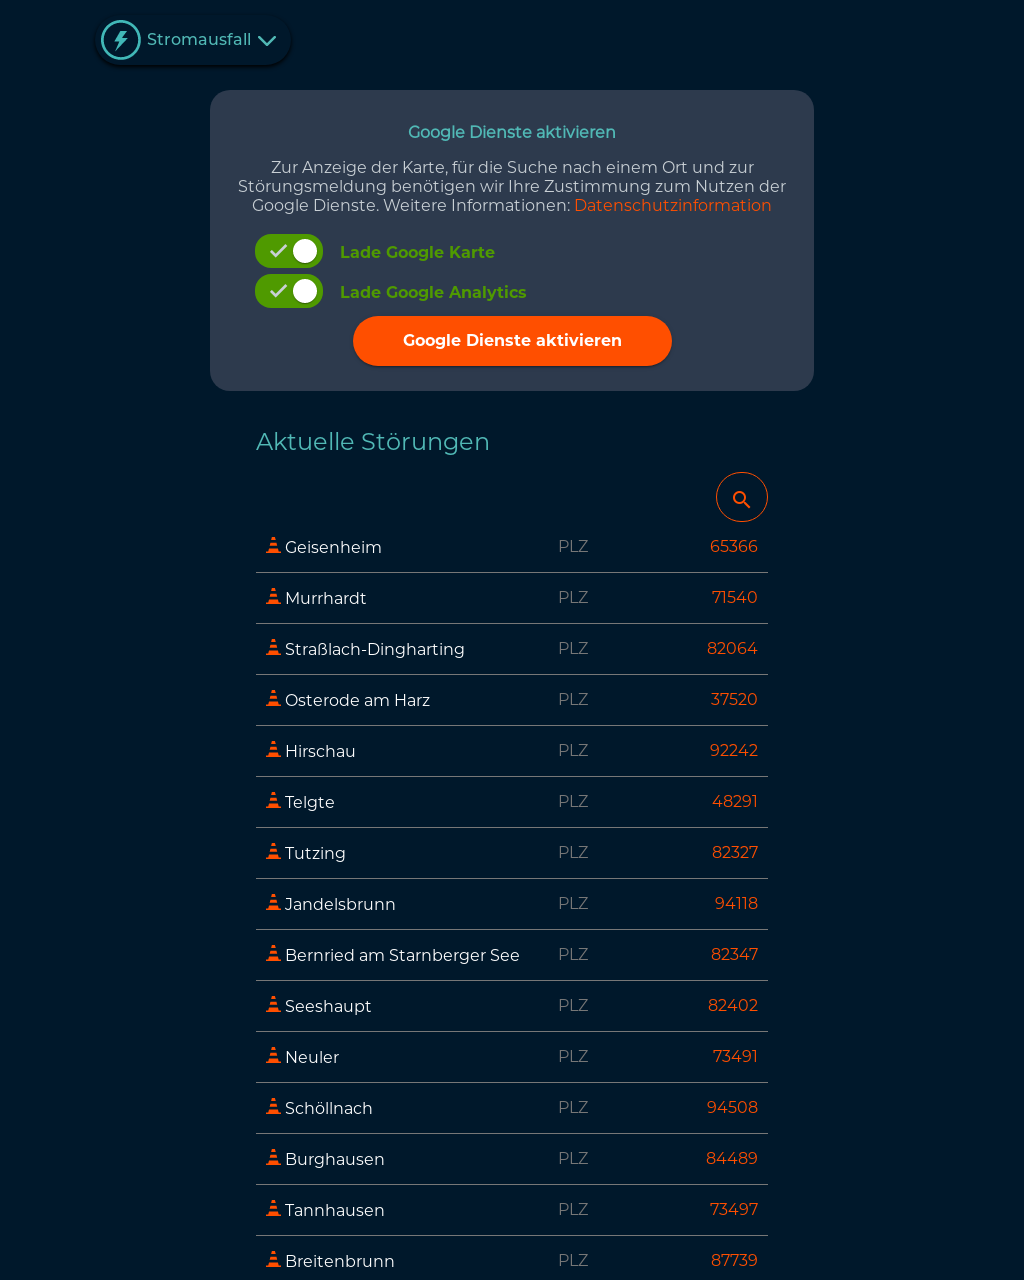 Stromausfall
Google Dienste aktivieren
Zur Anzeige der Karte, für die Suche nach einem Ort und zur
Störungsmeldung benötigen wir Ihre Zustimmung zum Nutzen der
Google Dienste. Weitere Informationen: Datenschutzinformation
Lade Google Karte
Lade Google Analytics
Google Dienste aktivieren
Aktuelle Störungen
Geisenheim PLZ 65366
Murrhardt PLZ 71540
Straßlach-Dingharting PLZ 82064
Osterode am Harz PLZ 37520
Hirschau PLZ 92242
Telgte PLZ 48291
Tutzing PLZ 82327
Jandelsbrunn PLZ 94118
Bernried am Starnberger See PLZ 82347
Seeshaupt PLZ 82402
Neuler PLZ 73491
Schöllnach PLZ 94508
Burghausen PLZ 84489
Tannhausen PLZ 73497
Breitenbrunn PLZ 87739